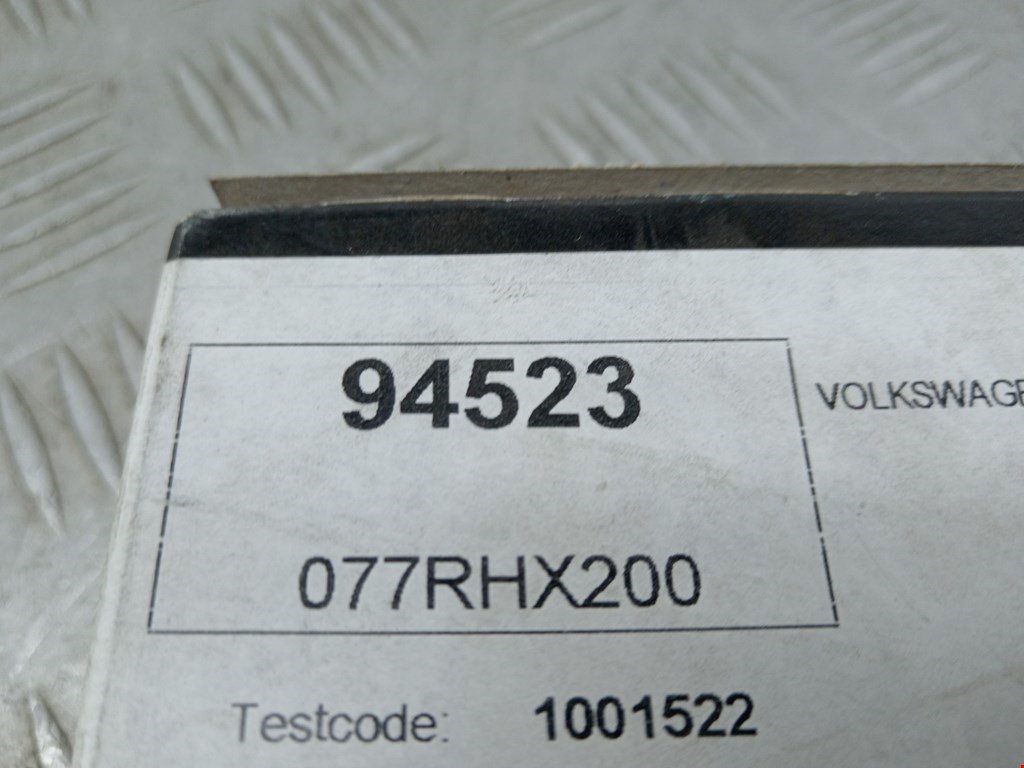 94523
VOLKSWAGE
077RHX200
Testcode: 1001522